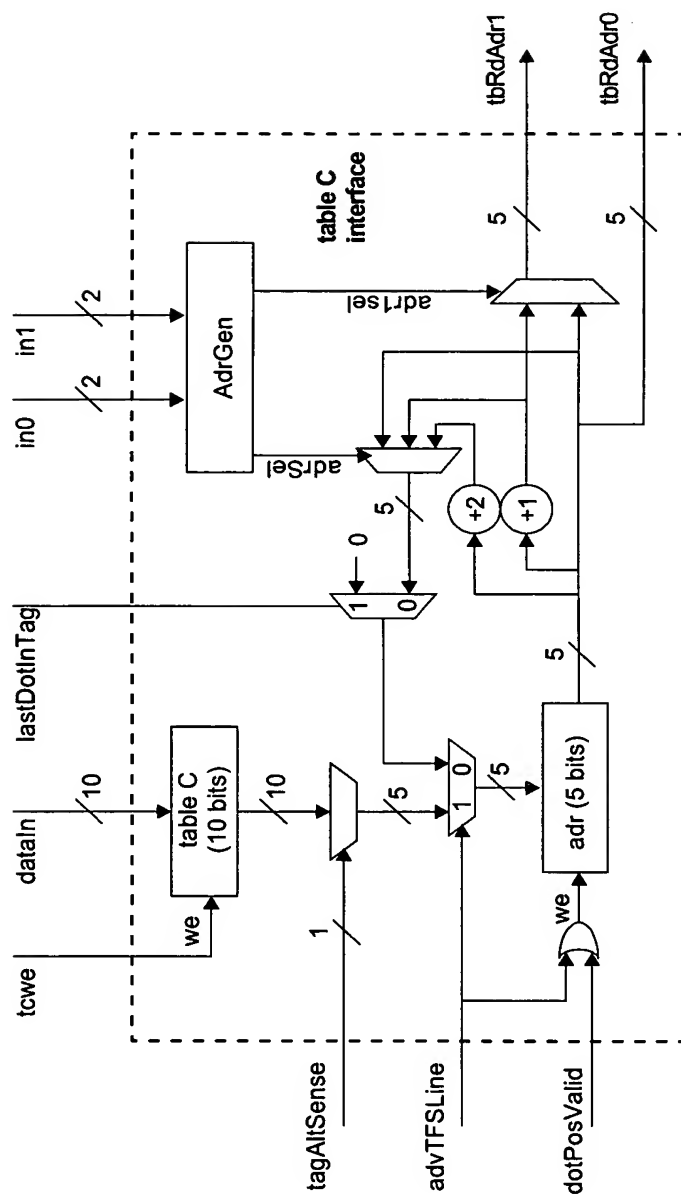 tcwe
dataIn
lastDotInTag
in0
in1
10
2
2
we
table C
(10 bits)
AdrGen
table C
interface
10
adrSel
adr1sel
0
5
1
0
5
tbRdAdr1
tagAltSense
1
5
1 0
5
+2
+1
advTFSLine
we
adr (5 bits)
5
5
tbRdAdr0
dotPosValid